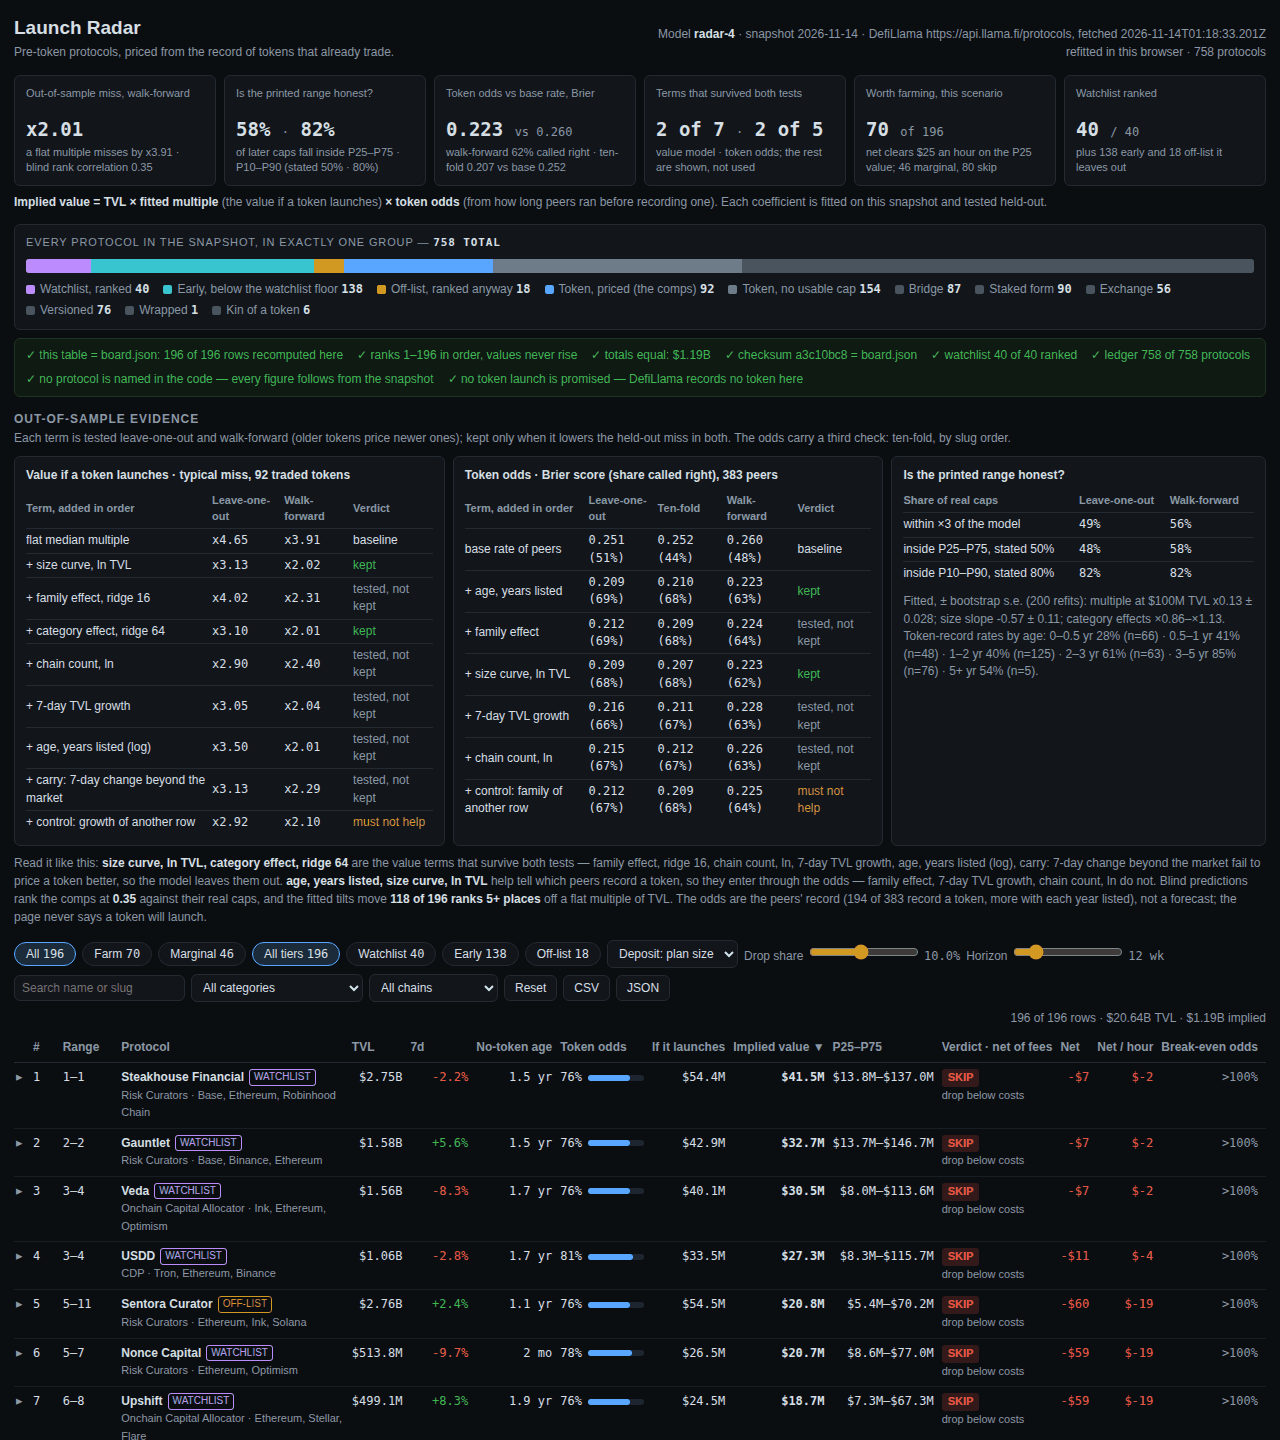 Launch Radar
Pre-token protocols, priced from the record of tokens that already trade.
Model radar-4 · snapshot 2026-11-14 · DefiLlama https://api.llama.fi/protocols, fetched 2026-11-14T01:18:33.201Z
refitted in this browser · 758 protocols
Out-of-sample miss, walk-forward
x2.01
a flat multiple misses by x3.91 ·
blind rank correlation 0.35
Is the printed range honest?
58% · 82%
of later caps fall inside P25–P75 ·
P10–P90 (stated 50% · 80%)
Token odds vs base rate, Brier
0.223 vs 0.260
walk-forward 62% called right · ten-
fold 0.207 vs base 0.252
Terms that survived both tests
2 of 7 · 2 of 5
value model · token odds; the rest
are shown, not used
Worth farming, this scenario
70 of 196
net clears $25 an hour on the P25
value; 46 marginal, 80 skip
Watchlist ranked
40 / 40
plus 138 early and 18 off-list it
leaves out
Implied value = TVL × fitted multiple (the value if a token launches) × token odds (from how long peers ran before recording one). Each coefficient is fitted on this snapshot and tested held-out.
EVERY PROTOCOL IN THE SNAPSHOT, IN EXACTLY ONE GROUP — 758 TOTAL
Watchlist, ranked 40 Early, below the watchlist floor 138 Off-list, ranked anyway 18 Token, priced (the comps) 92 Token, no usable cap 154 Bridge 87 Staked form 90 Exchange 56
Versioned 76 Wrapped 1 Kin of a token 6
✓ this table = board.json: 196 of 196 rows recomputed here ✓ ranks 1–196 in order, values never rise ✓ totals equal: $1.19B ✓ checksum a3c10bc8 = board.json ✓ watchlist 40 of 40 ranked ✓ ledger 758 of 758 protocols
✓ no protocol is named in the code — every figure follows from the snapshot ✓ no token launch is promised — DefiLlama records no token here
OUT-OF-SAMPLE EVIDENCE
Each term is tested leave-one-out and walk-forward (older tokens price newer ones); kept only when it lowers the held-out miss in both. The odds carry a third check: ten-fold, by slug order.
Value if a token launches · typical miss, 92 traded tokens
Term, added in order Leave-one-out Walk-forward Verdict
flat median multiple x4.65 x3.91 baseline
+ size curve, ln TVL x3.13 x2.02 kept
+ family effect, ridge 16 x4.02 x2.31 tested, not kept
+ category effect, ridge 64 x3.10 x2.01 kept
+ chain count, ln x2.90 x2.40 tested, not kept
+ 7-day TVL growth x3.05 x2.04 tested, not kept
+ age, years listed (log) x3.50 x2.01 tested, not kept
+ carry: 7-day change beyond the market x3.13 x2.29 tested, not kept
+ control: growth of another row x2.92 x2.10 must not help
Token odds · Brier score (share called right), 383 peers
Term, added in order Leave-one-out Ten-fold Walk-forward Verdict
base rate of peers 0.251 (51%) 0.252 (44%) 0.260 (48%) baseline
+ age, years listed 0.209 (69%) 0.210 (68%) 0.223 (63%) kept
+ family effect 0.212 (69%) 0.209 (68%) 0.224 (64%) tested, not kept
+ size curve, ln TVL 0.209 (68%) 0.207 (68%) 0.223 (62%) kept
+ 7-day TVL growth 0.216 (66%) 0.211 (67%) 0.228 (63%) tested, not kept
+ chain count, ln 0.215 (67%) 0.212 (67%) 0.226 (63%) tested, not kept
+ control: family of another row 0.212 (67%) 0.209 (68%) 0.225 (64%) must not help
Is the printed range honest?
Share of real caps Leave-one-out Walk-forward
within ×3 of the model 49% 56%
inside P25–P75, stated 50% 48% 58%
inside P10–P90, stated 80% 82% 82%
Fitted, ± bootstrap s.e. (200 refits): multiple at $100M TVL x0.13 ±
0.028; size slope -0.57 ± 0.11; category effects ×0.86–×1.13.
Token-record rates by age: 0–0.5 yr 28% (n=66) · 0.5–1 yr 41%
(n=48) · 1–2 yr 40% (n=125) · 2–3 yr 61% (n=63) · 3–5 yr 85%
(n=76) · 5+ yr 54% (n=5).
Read it like this: size curve, ln TVL, category effect, ridge 64 are the value terms that survive both tests — family effect, ridge 16, chain count, ln, 7-day TVL growth, age, years listed (log), carry: 7-day change beyond the market fail to
price a token better, so the model leaves them out. age, years listed, size curve, ln TVL help tell which peers record a token, so they enter through the odds — family effect, 7-day TVL growth, chain count, ln do not. Blind predictions
rank the comps at 0.35 against their real caps, and the fitted tilts move 118 of 196 ranks 5+ places off a flat multiple of TVL. The odds are the peers' record (194 of 383 record a token, more with each year listed), not a forecast; the
page never says a token will launch.
All 196 Farm 70 Marginal 46 All tiers 196 Watchlist 40 Early 138 Off-list 18 Deposit: plan size Drop share 10.0% Horizon 12 wk
Search name or slug All categories All chains Reset CSV JSON
196 of 196 rows · $20.64B TVL · $1.19B implied
# Range Protocol TVL 7d No-token age Token odds If it launches Implied value ▼ P25–P75 Verdict · net of fees Net Net / hour Break-even odds
▸ 1 1–1 Steakhouse Financial WATCHLIST $2.75B -2.2% 1.5 yr 76% $54.4M $41.5M $13.8M–$137.0M SKIP -$7 $-2 >100%
Risk Curators · Base, Ethereum, Robinhood drop below costs
Chain
▸ 2 2–2 Gauntlet WATCHLIST $1.58B +5.6% 1.5 yr 76% $42.9M $32.7M $13.7M–$146.7M SKIP -$7 $-2 >100%
Risk Curators · Base, Binance, Ethereum drop below costs
▸ 3 3–4 Veda WATCHLIST $1.56B -8.3% 1.7 yr 76% $40.1M $30.5M $8.0M–$113.6M SKIP -$7 $-2 >100%
Onchain Capital Allocator · Ink, Ethereum, drop below costs
Optimism
▸ 4 3–4 USDD WATCHLIST $1.06B -2.8% 1.7 yr 81% $33.5M $27.3M $8.3M–$115.7M SKIP -$11 $-4 >100%
CDP · Tron, Ethereum, Binance drop below costs
▸ 5 5–11 Sentora Curator OFF-LIST $2.76B +2.4% 1.1 yr 76% $54.5M $20.8M $5.4M–$70.2M SKIP -$60 $-19 >100%
Risk Curators · Ethereum, Ink, Solana drop below costs
▸ 6 5–7 Nonce Capital WATCHLIST $513.8M -9.7% 2 mo 78% $26.5M $20.7M $8.6M–$77.0M SKIP -$59 $-19 >100%
Risk Curators · Ethereum, Optimism drop below costs
▸ 7 6–8 Upshift WATCHLIST $499.1M +8.3% 1.9 yr 76% $24.5M $18.7M $7.3M–$67.3M SKIP -$59 $-19 >100%
Onchain Capital Allocator · Ethereum, Stellar, drop below costs
Flare